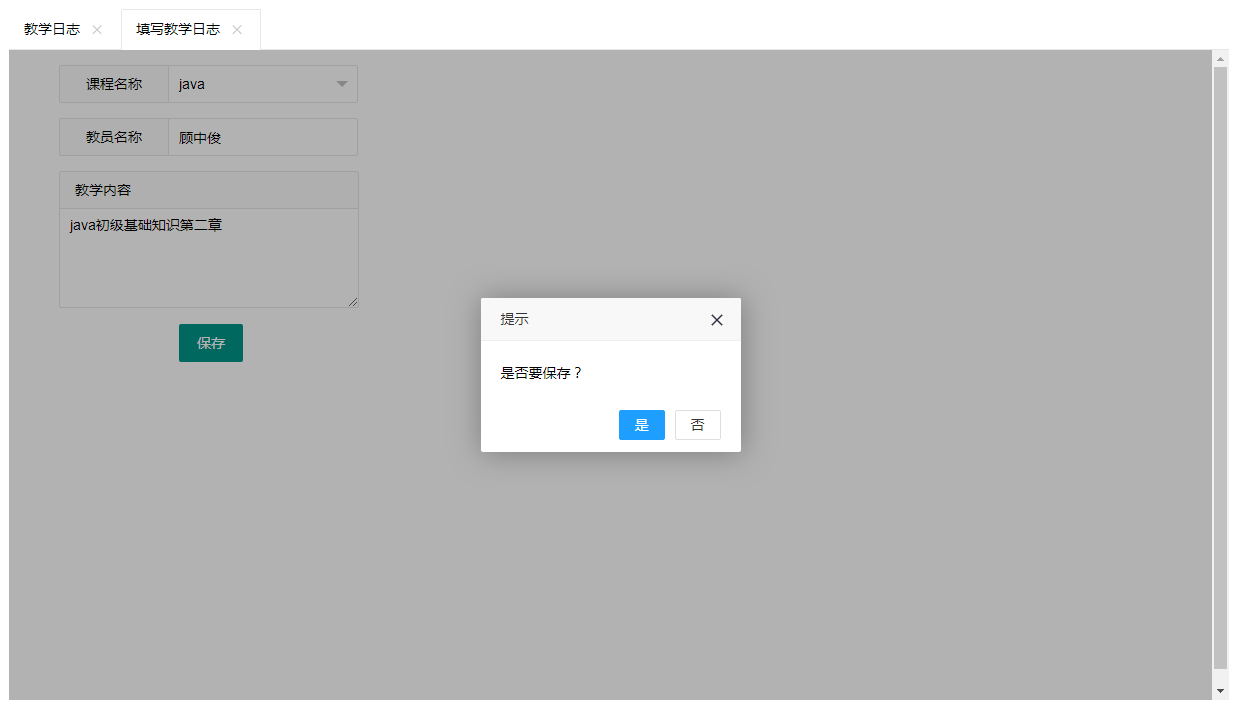 教学日志
填写教学日志
课程名称 java
教员名称 顾中俊
教学内容
java初级基础知识第二章
保存
提示
是否要保存？
是 否